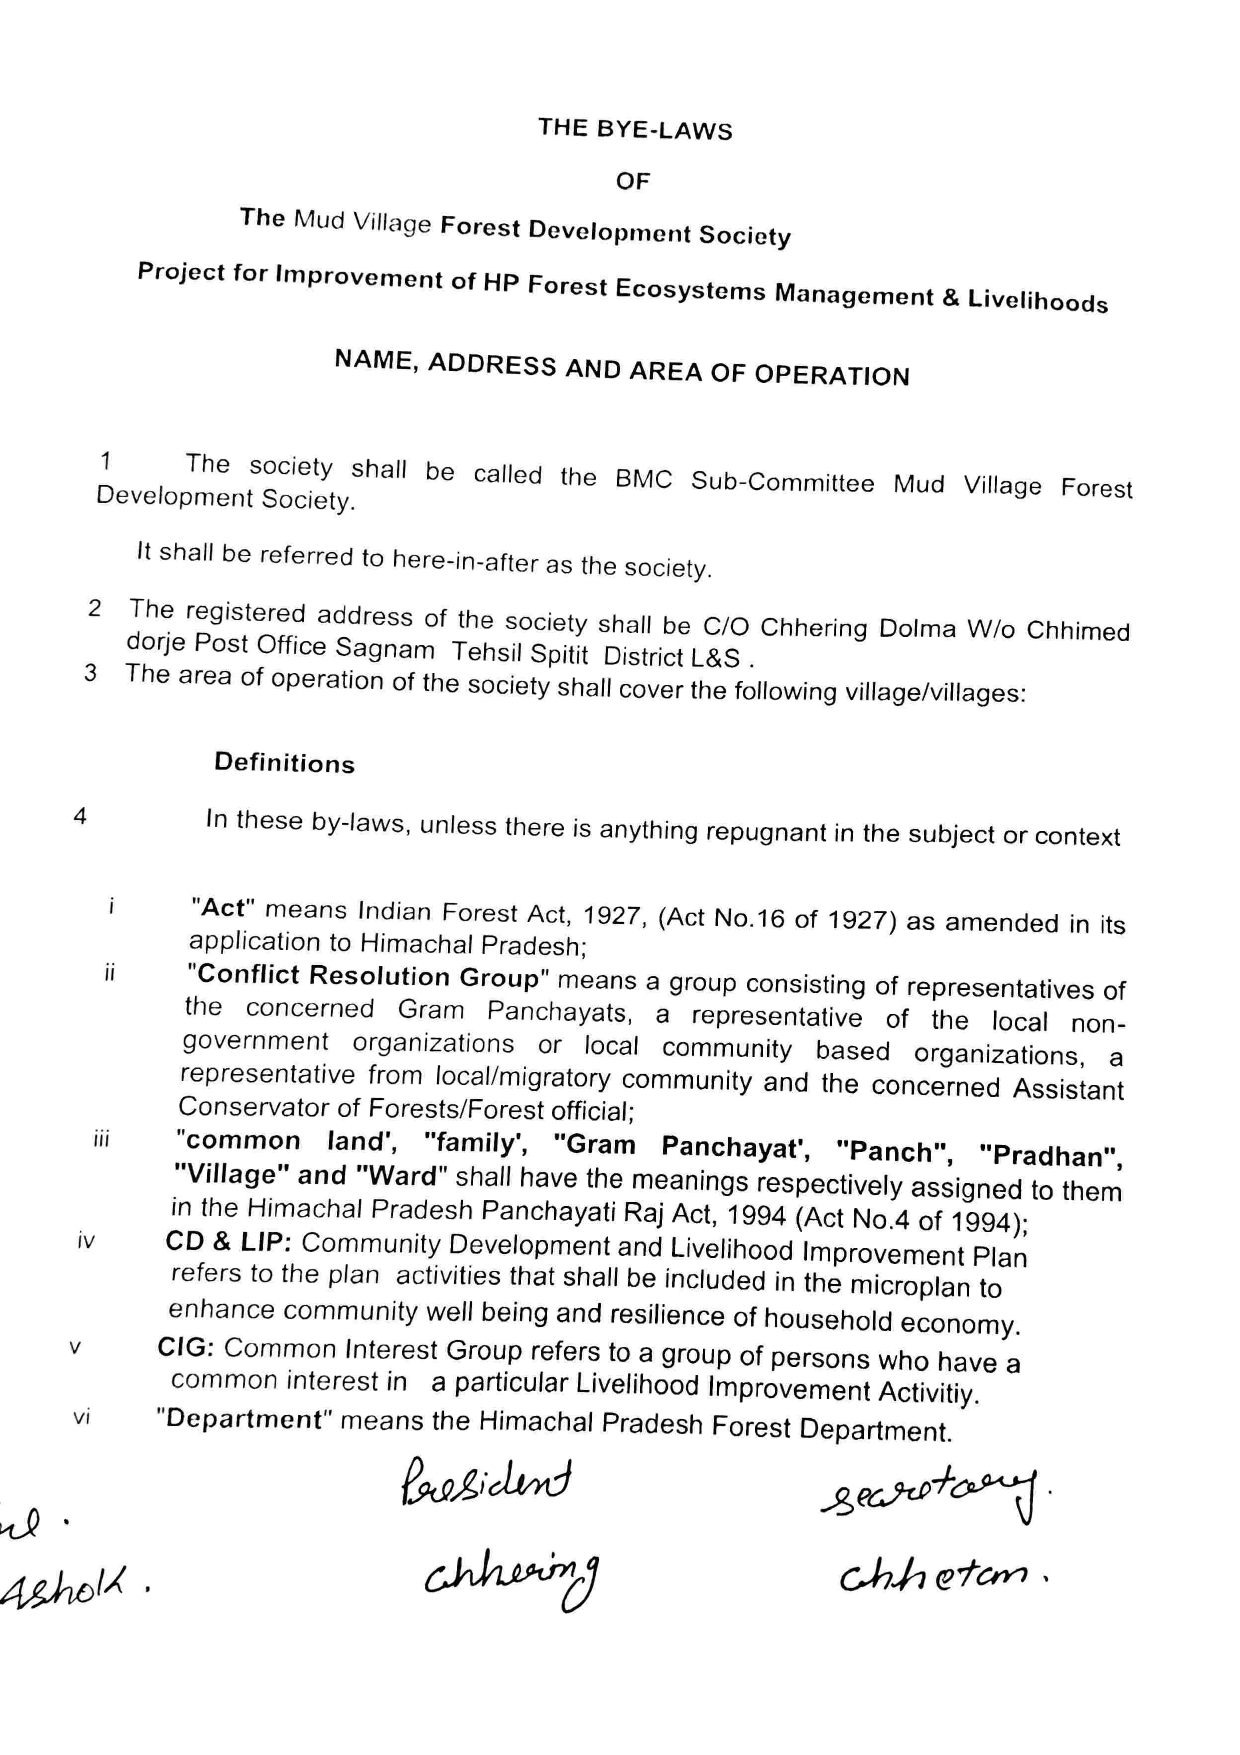 THE BYE-LAWS
OF
The Mud Village Forest Development Society
Project for Improvement of HP Forest Ecosystems Management & Livelihoods
NAME, ADDRESS AND AREA OF OPERATION
1 The society shall be called the BMC Sub-Committee Mud Village Forest
Development Society.
It shall be referred to here-in-after as the society.
2 The registered address of the society shall be C/O Chhering Dolma W/o Chhimed
dorje Post Office Sagnam Tehsil Spitit District L&S .
3 The area of operation of the society shall cover the following village/villages:
Definitions
4 In these by-laws, unless there is anything repugnant in the subject or context
i "Act" means Indian Forest Act, 1927, (Act No.16 of 1927) as amended in its
application to Himachal Pradesh;
ii "Conflict Resolution Group" means a group consisting of representatives of
the concerned Gram Panchayats, a representative of the local non-
government organizations or local community based organizations, a
representative from local/migratory community and the concerned Assistant
Conservator of Forests/Forest official;
iii "common land', "family', "Gram Panchayat', "Panch", "Pradhan",
"Village" and "Ward" shall have the meanings respectively assigned to them
in the Himachal Pradesh Panchayati Raj Act, 1994 (Act No.4 of 1994);
iv CD & LIP: Community Development and Livelihood Improvement Plan
refers to the plan activities that shall be included in the microplan to
enhance community well being and resilience of household economy.
v CIG: Common Interest Group refers to a group of persons who have a
common interest in a particular Livelihood Improvement Activitiy.
vi "Department" means the Himachal Pradesh Forest Department.
President secretary.
Ashok. chhering chhetan.